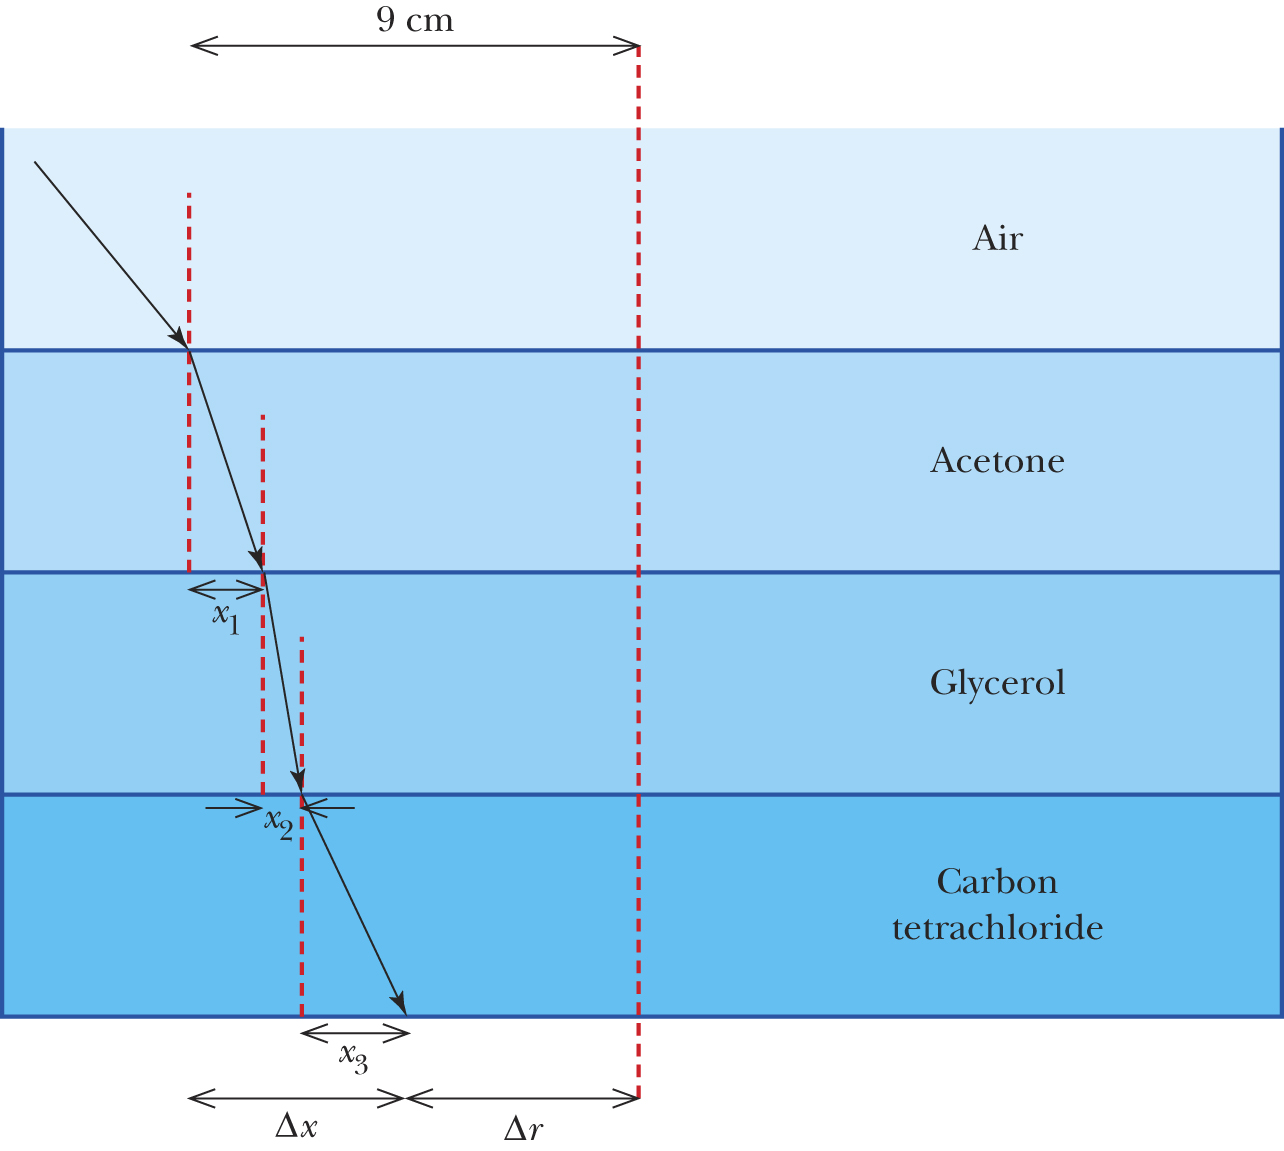 9 cm
Air
Acetone
x₁
Glycerol
x₂
Carbon
tetrachloride
x₃
Δx
Δr